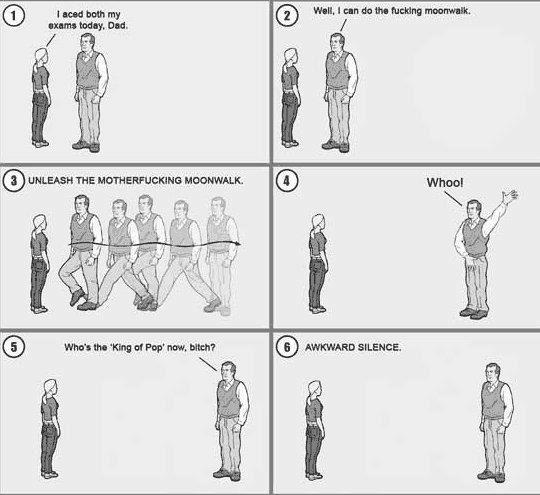 1
I aced both my
exams today, Dad.
2
Well, I can do the fucking moonwalk.
3
UNLEASH THE MOTHERFUCKING MOONWALK.
4
Whoo!
5
Who's the 'King of Pop' now, bitch?
6
AWKWARD SILENCE.